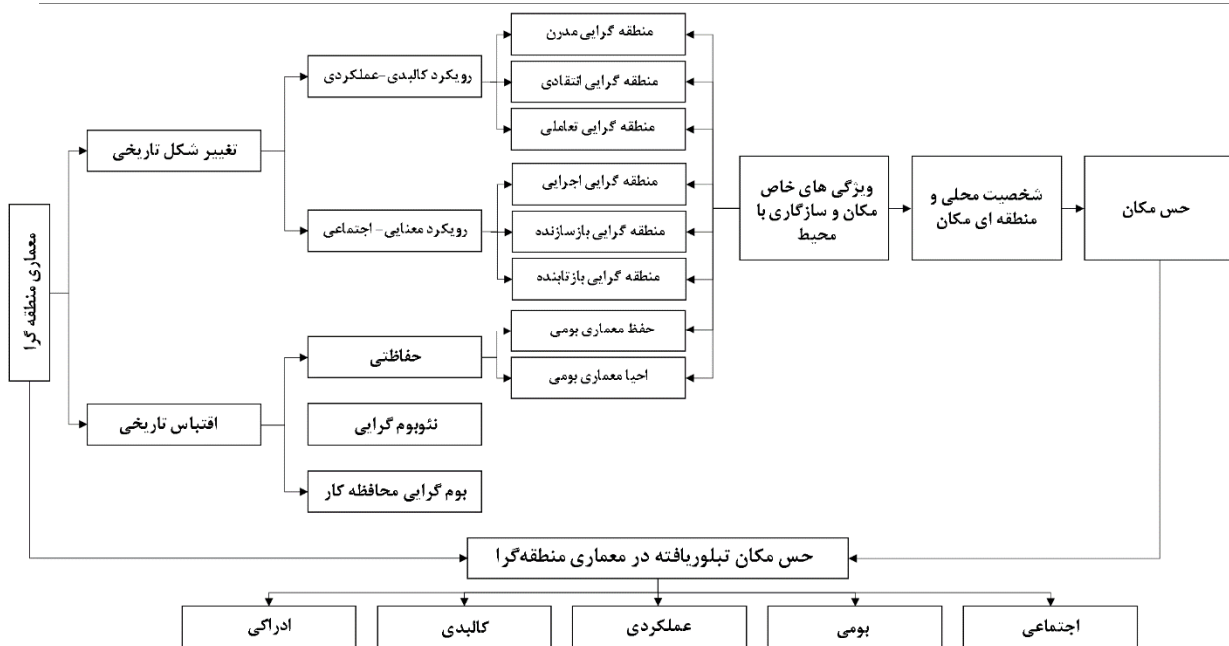 معماری منطقه گرا
تغییر شکل تاریخی
اقتباس تاریخی
رویکرد کالبدی-عملکردی
رویکرد معنایی- اجتماعی
حفاظتی
نئوبوم گرایی
بوم گرایی محافظه کار
منطقه گرایی مدرن
منطقه گرایی انتقادی
منطقه گرایی تعاملی
منطقه گرایی اجرایی
منطقه گرایی بازسازنده
منطقه گرایی بازتابنده
حفظ معماری بومی
احیا معماری بومی
ویژگی های خاص
مکان و سازگاری با
محیط
شخصیت محلی و
منطقه ای مکان
حس مکان
حس مکان تبلوریافته در معماری منطقه‌گرا
اجتماعی
بومی
عملکردی
کالبدی
ادراکی